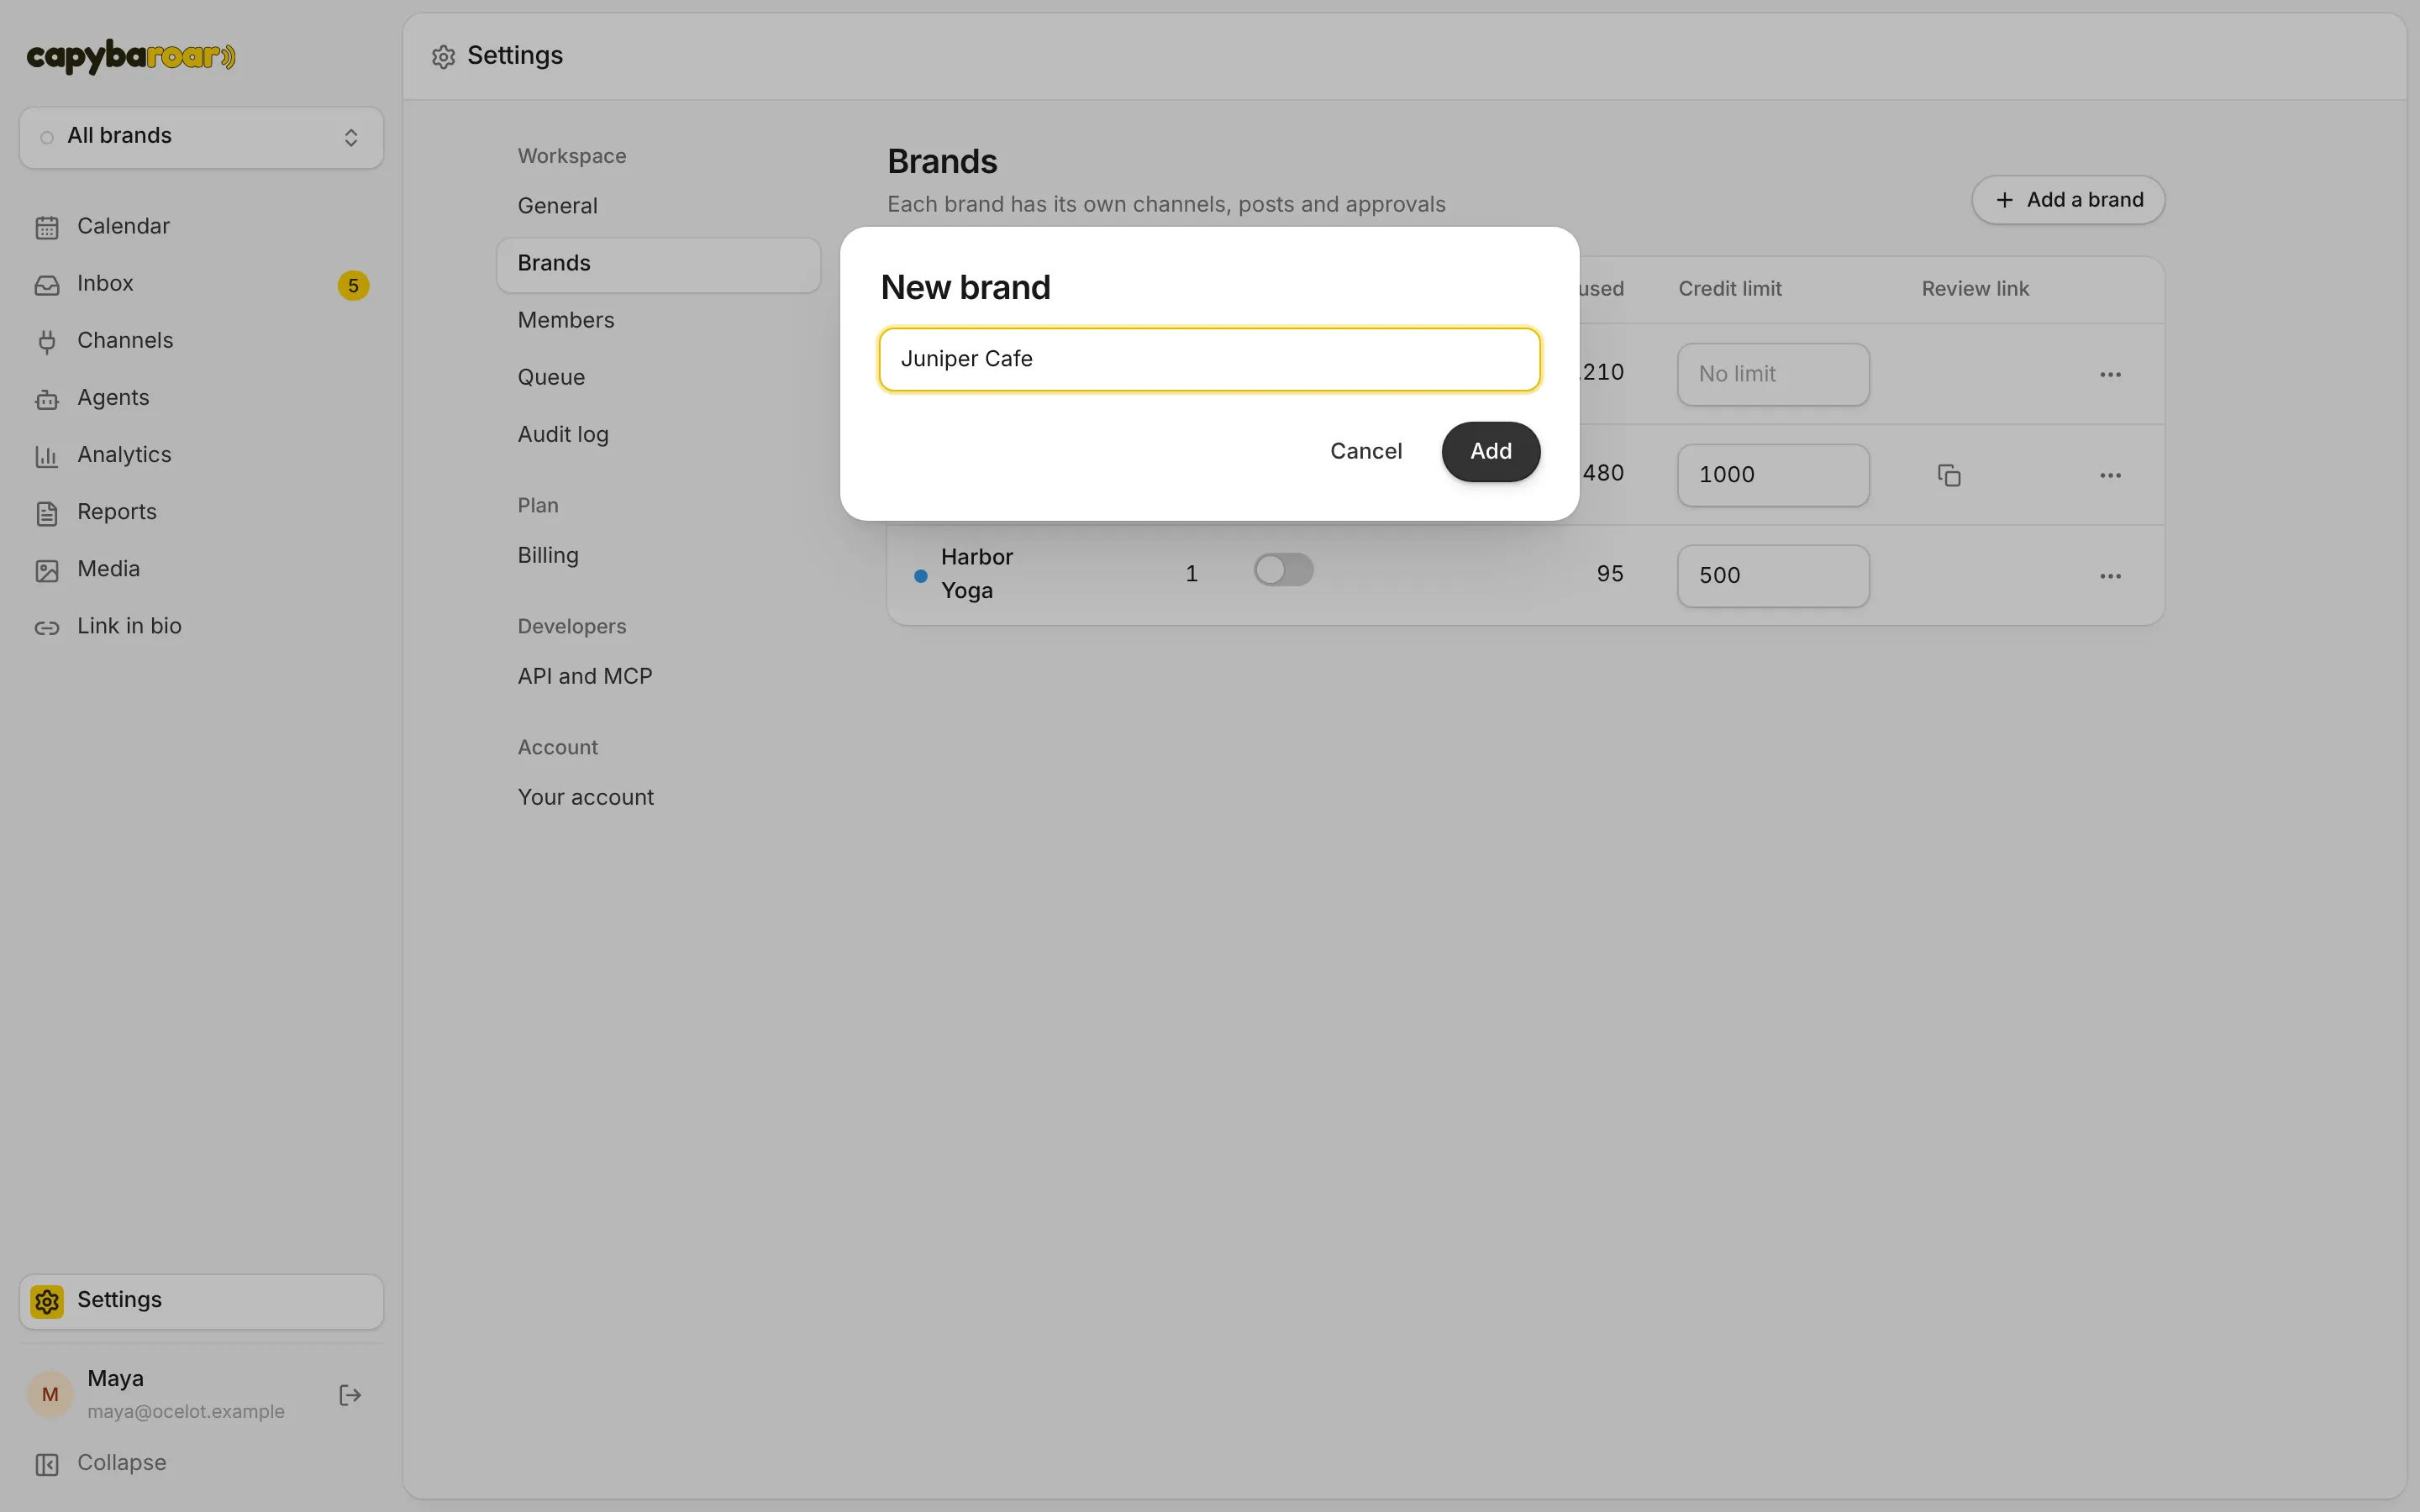 capybaroar
All brands
Calendar
Inbox
5
Channels
Agents
Analytics
Reports
Media
Link in bio
Settings
M
Maya
maya@ocelot.example
Collapse
Settings
Workspace
General
Brands
Members
Queue
Audit log
Plan
Billing
Developers
API and MCP
Account
Your account
Brands
Each brand has its own channels, posts and approvals
+ Add a brand
used
Credit limit
Review link
.210
No limit
480
1000
Harbor
Yoga
1
95
500
New brand
Juniper Cafe
Cancel
Add